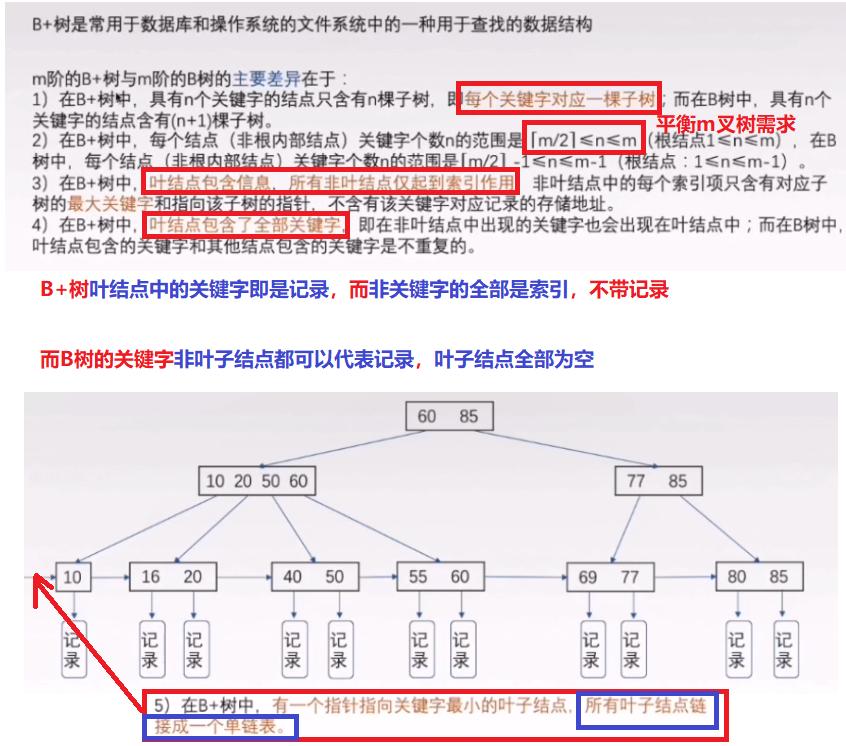 B+树是常用于数据库和操作系统的文件系统中的一种用于查找的数据结构
m阶的B+树与m阶的B树的主要差异在于：
1）在B+树中，具有n个关键字的结点只含有n棵子树，即每个关键字对应一棵子树；而在B树中，具有n个
关键字的结点含有(n+1)棵子树。
平衡m叉树需求
2）在B+树中，每个结点（非根内部结点）关键字个数n的范围是⌈m/2⌉≤n≤m（根结点1≤n≤m），在B
树中，每个结点（非根内部结点）关键字个数n的范围是⌈m/2⌉ -1≤n≤m-1（根结点：1≤n≤m-1）。
3）在B+树中，叶结点包含信息，所有非叶结点仅起到索引作用，非叶结点中的每个索引项只含有对应子
树的最大关键字和指向该子树的指针，不含有该关键字对应记录的存储地址。
4）在B+树中，叶结点包含了全部关键字，即在非叶结点中出现的关键字也会出现在叶结点中；而在B树中，
叶结点包含的关键字和其他结点包含的关键字是不重复的。
B+树叶结点中的关键字即是记录，而非关键字的全部是索引，不带记录
而B树的关键字非叶子结点都可以代表记录，叶子结点全部为空
60 85
10 20 50 60 77 85
10 16 20 40 50 55 60 69 77 80 85
记录 记录 记录 记录 记录 记录 记录 记录 记录 记录 记录
5）在B+树中，有一个指针指向关键字最小的叶子结点，所有叶子结点链
接成一个单链表。